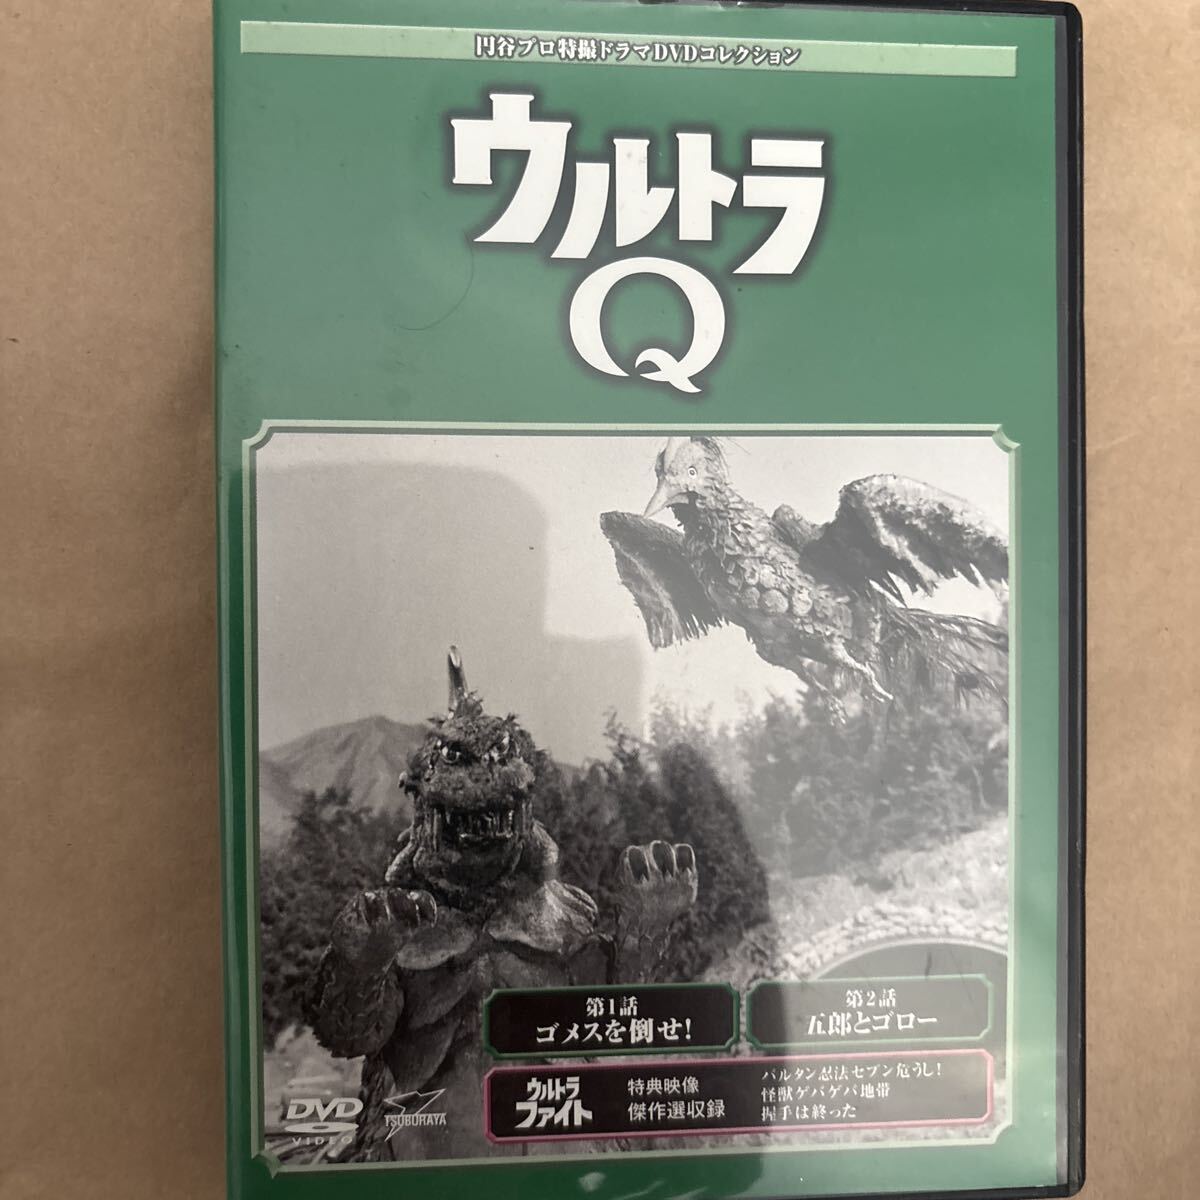 円谷プロ特撮ドラマDVDコレクション
ウルトラ
Q
第1話
ゴメスを倒せ!
第2話
五郎とゴロー
ウルトラ
ファイト
特典映像
傑作選収録
バルタン忍法セブン危うし!
怪獣ゲバゲバ地帯
握手は終った
DVD
VIDEO
TSUBURAYA